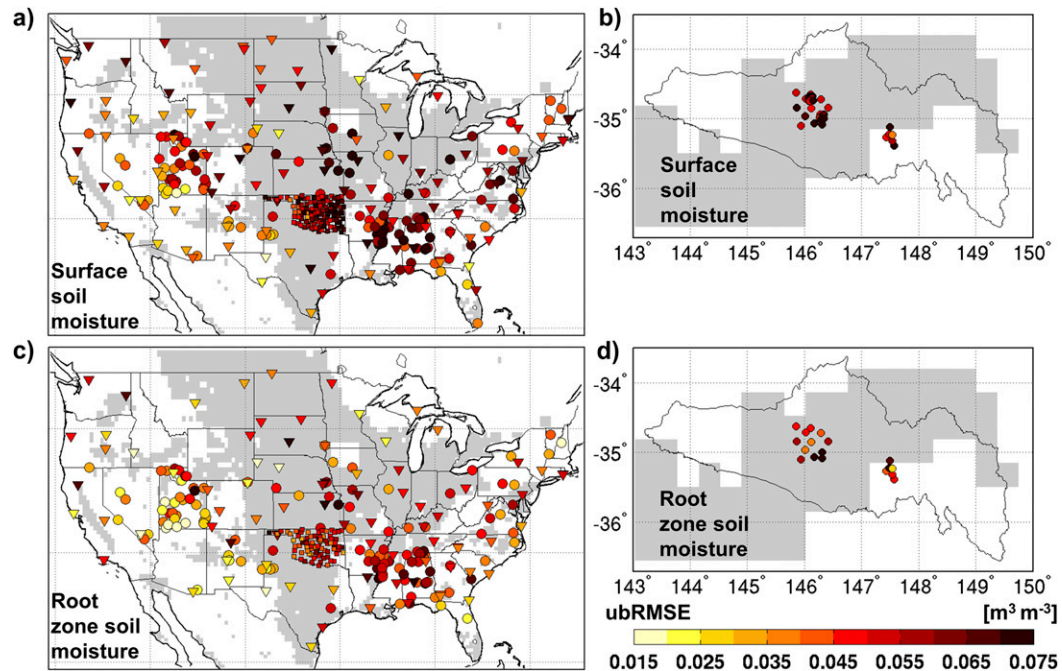 a)
Surface
soil
moisture
b)
-34
-35
-36
Surface
soil
moisture
143° 144° 145° 146° 147° 148° 149° 150°
c)
Root
zone soil
moisture
d)
-34
-35
-36
Root
zone soil
moisture
143° 144° 145° 146° 147° 148° 149° 150°
ubRMSE [m³ m⁻³]
0.015 0.025 0.035 0.045 0.055 0.065 0.075